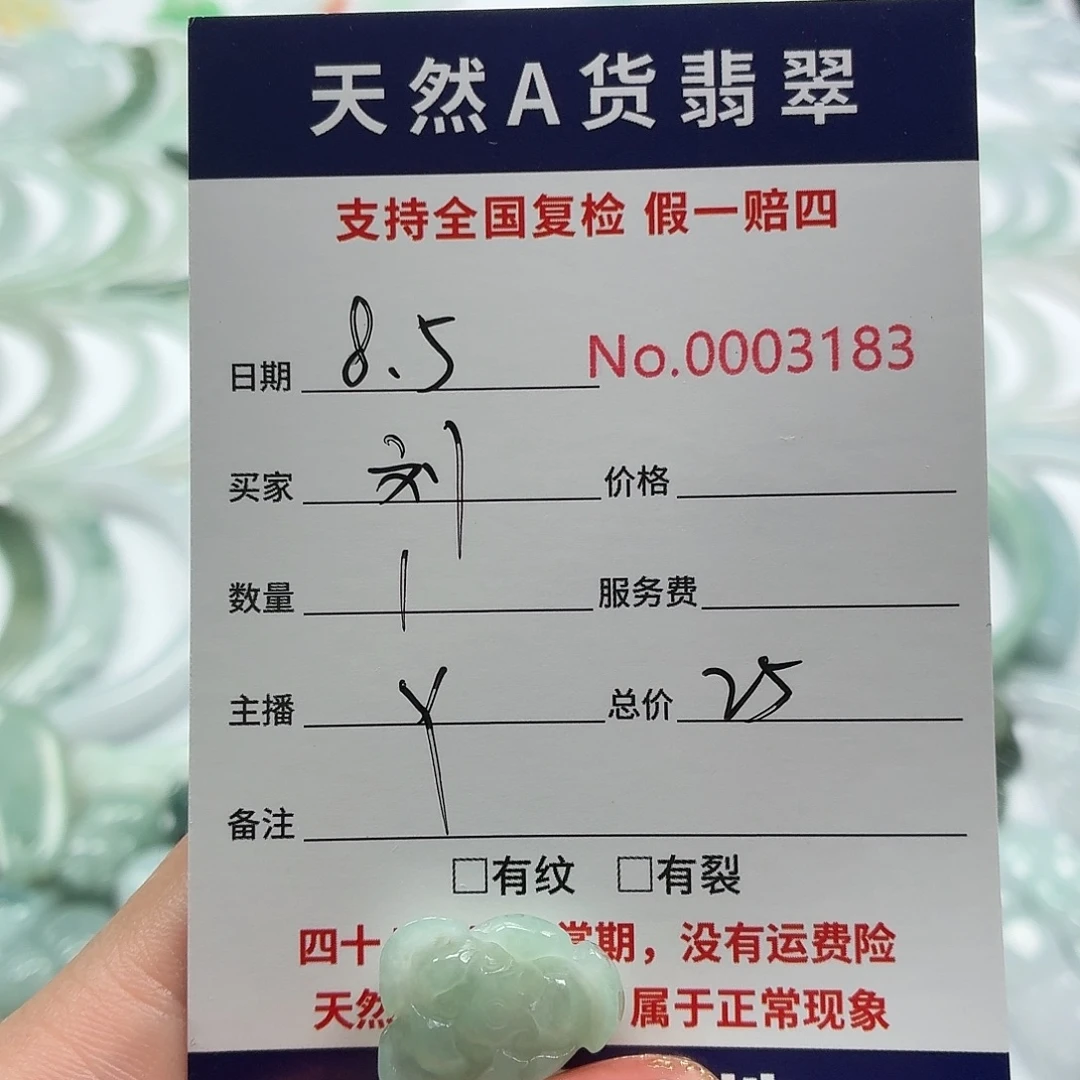 天然A货翡翠
支持全国复检 假一赔四
日期 8.5 No.0003183
买家 刘 价格
数量 1 服务费
主播 Y 总价 25
备注
□有纹 □有裂
四十 常期，没有运费险
天然 属于正常现象